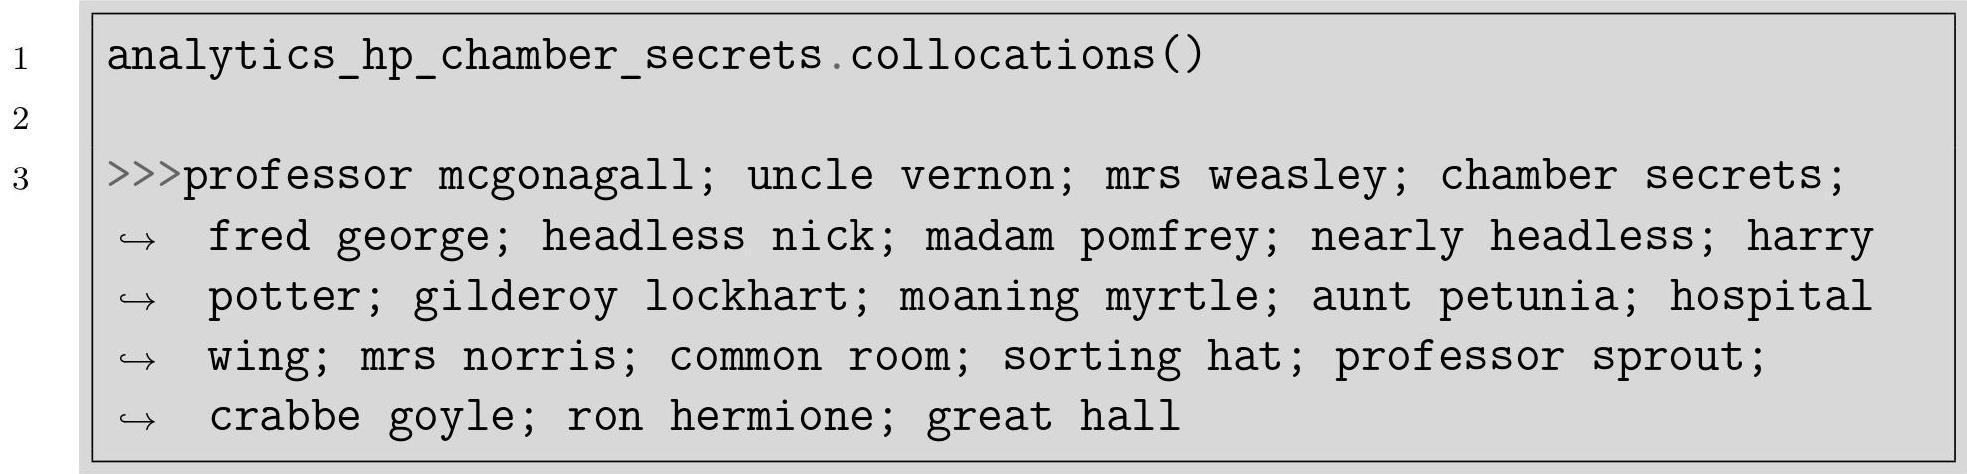 1 analytics_hp_chamber_secrets.collocations()
2
3 >>>professor mcgonagall; uncle vernon; mrs weasley; chamber secrets;
↪ fred george; headless nick; madam pomfrey; nearly headless; harry
↪ potter; gilderoy lockhart; moaning myrtle; aunt petunia; hospital
↪ wing; mrs norris; common room; sorting hat; professor sprout;
↪ crabbe goyle; ron hermione; great hall